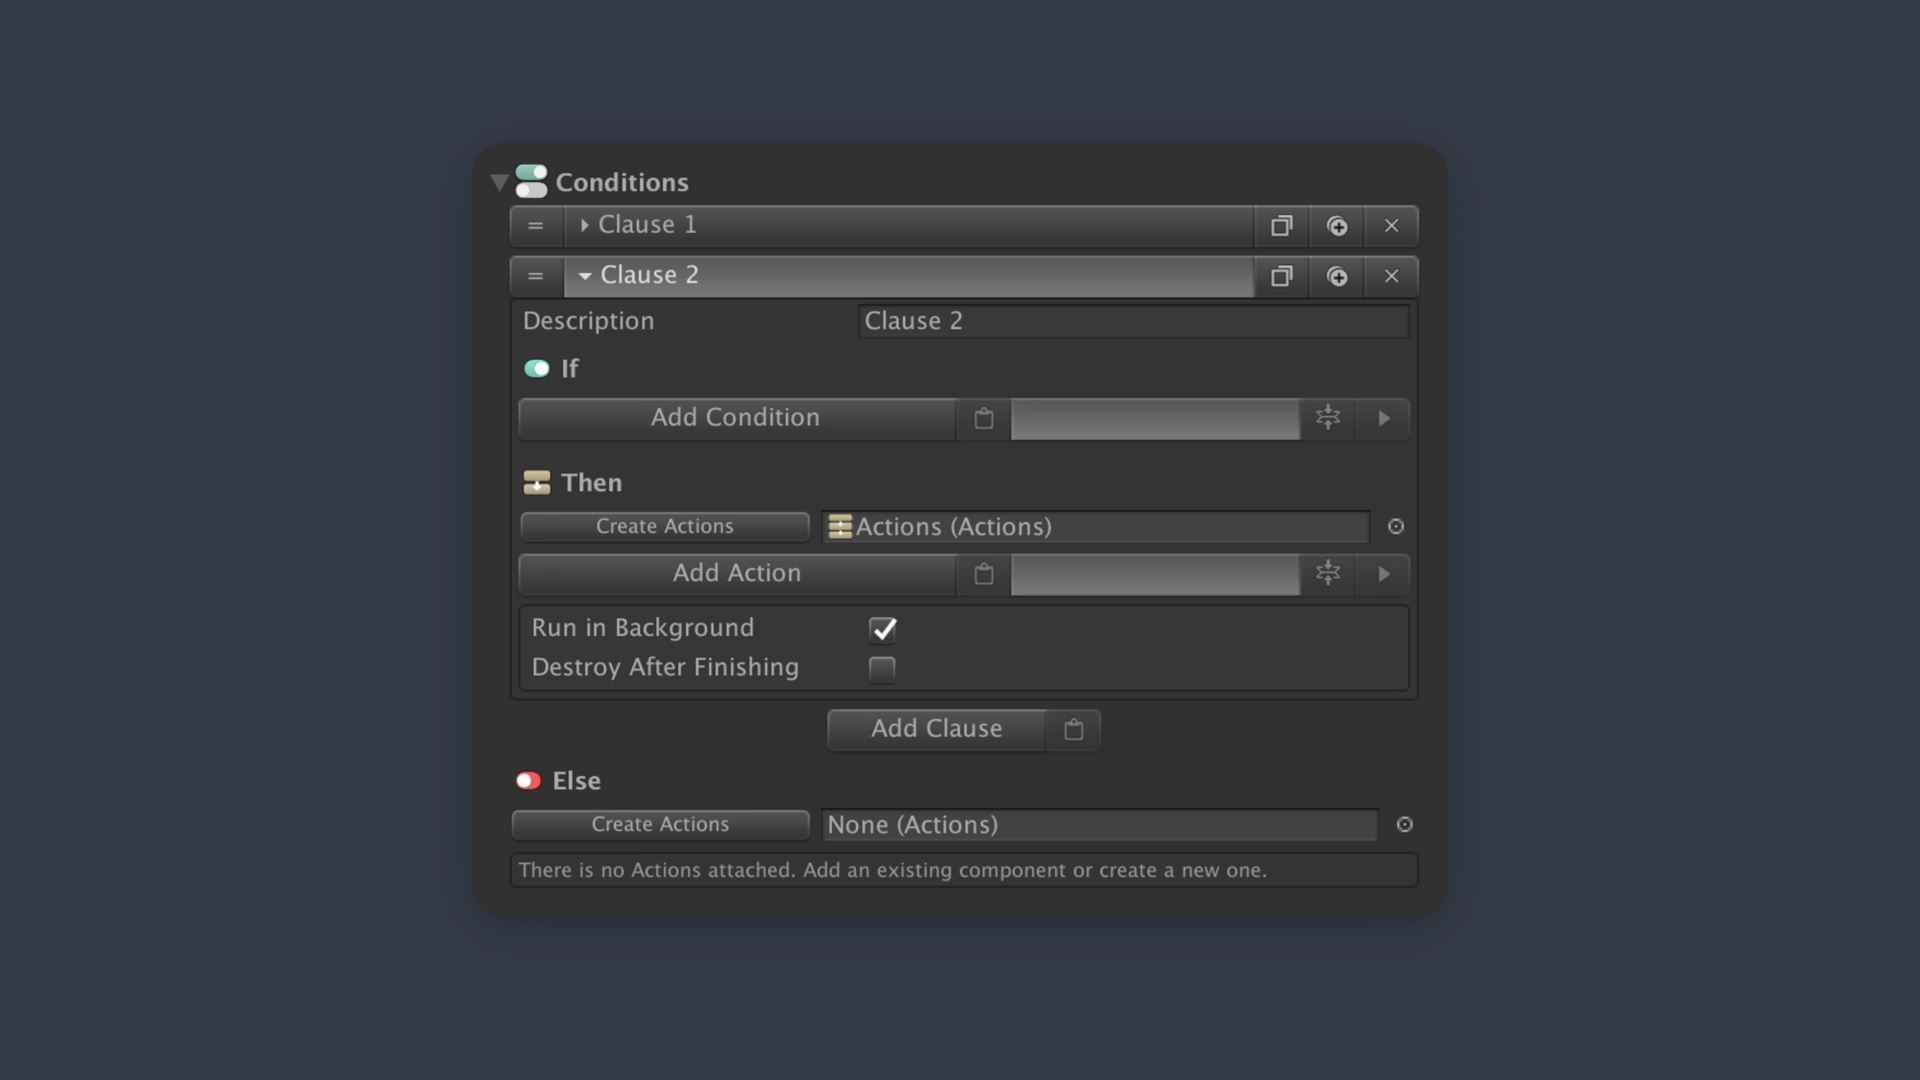 Conditions
Clause 1
Clause 2
Description Clause 2
If
Add Condition
Then
Create Actions Actions (Actions)
Add Action
Run in Background
Destroy After Finishing
Add Clause
Else
Create Actions None (Actions)
There is no Actions attached. Add an existing component or create a new one.